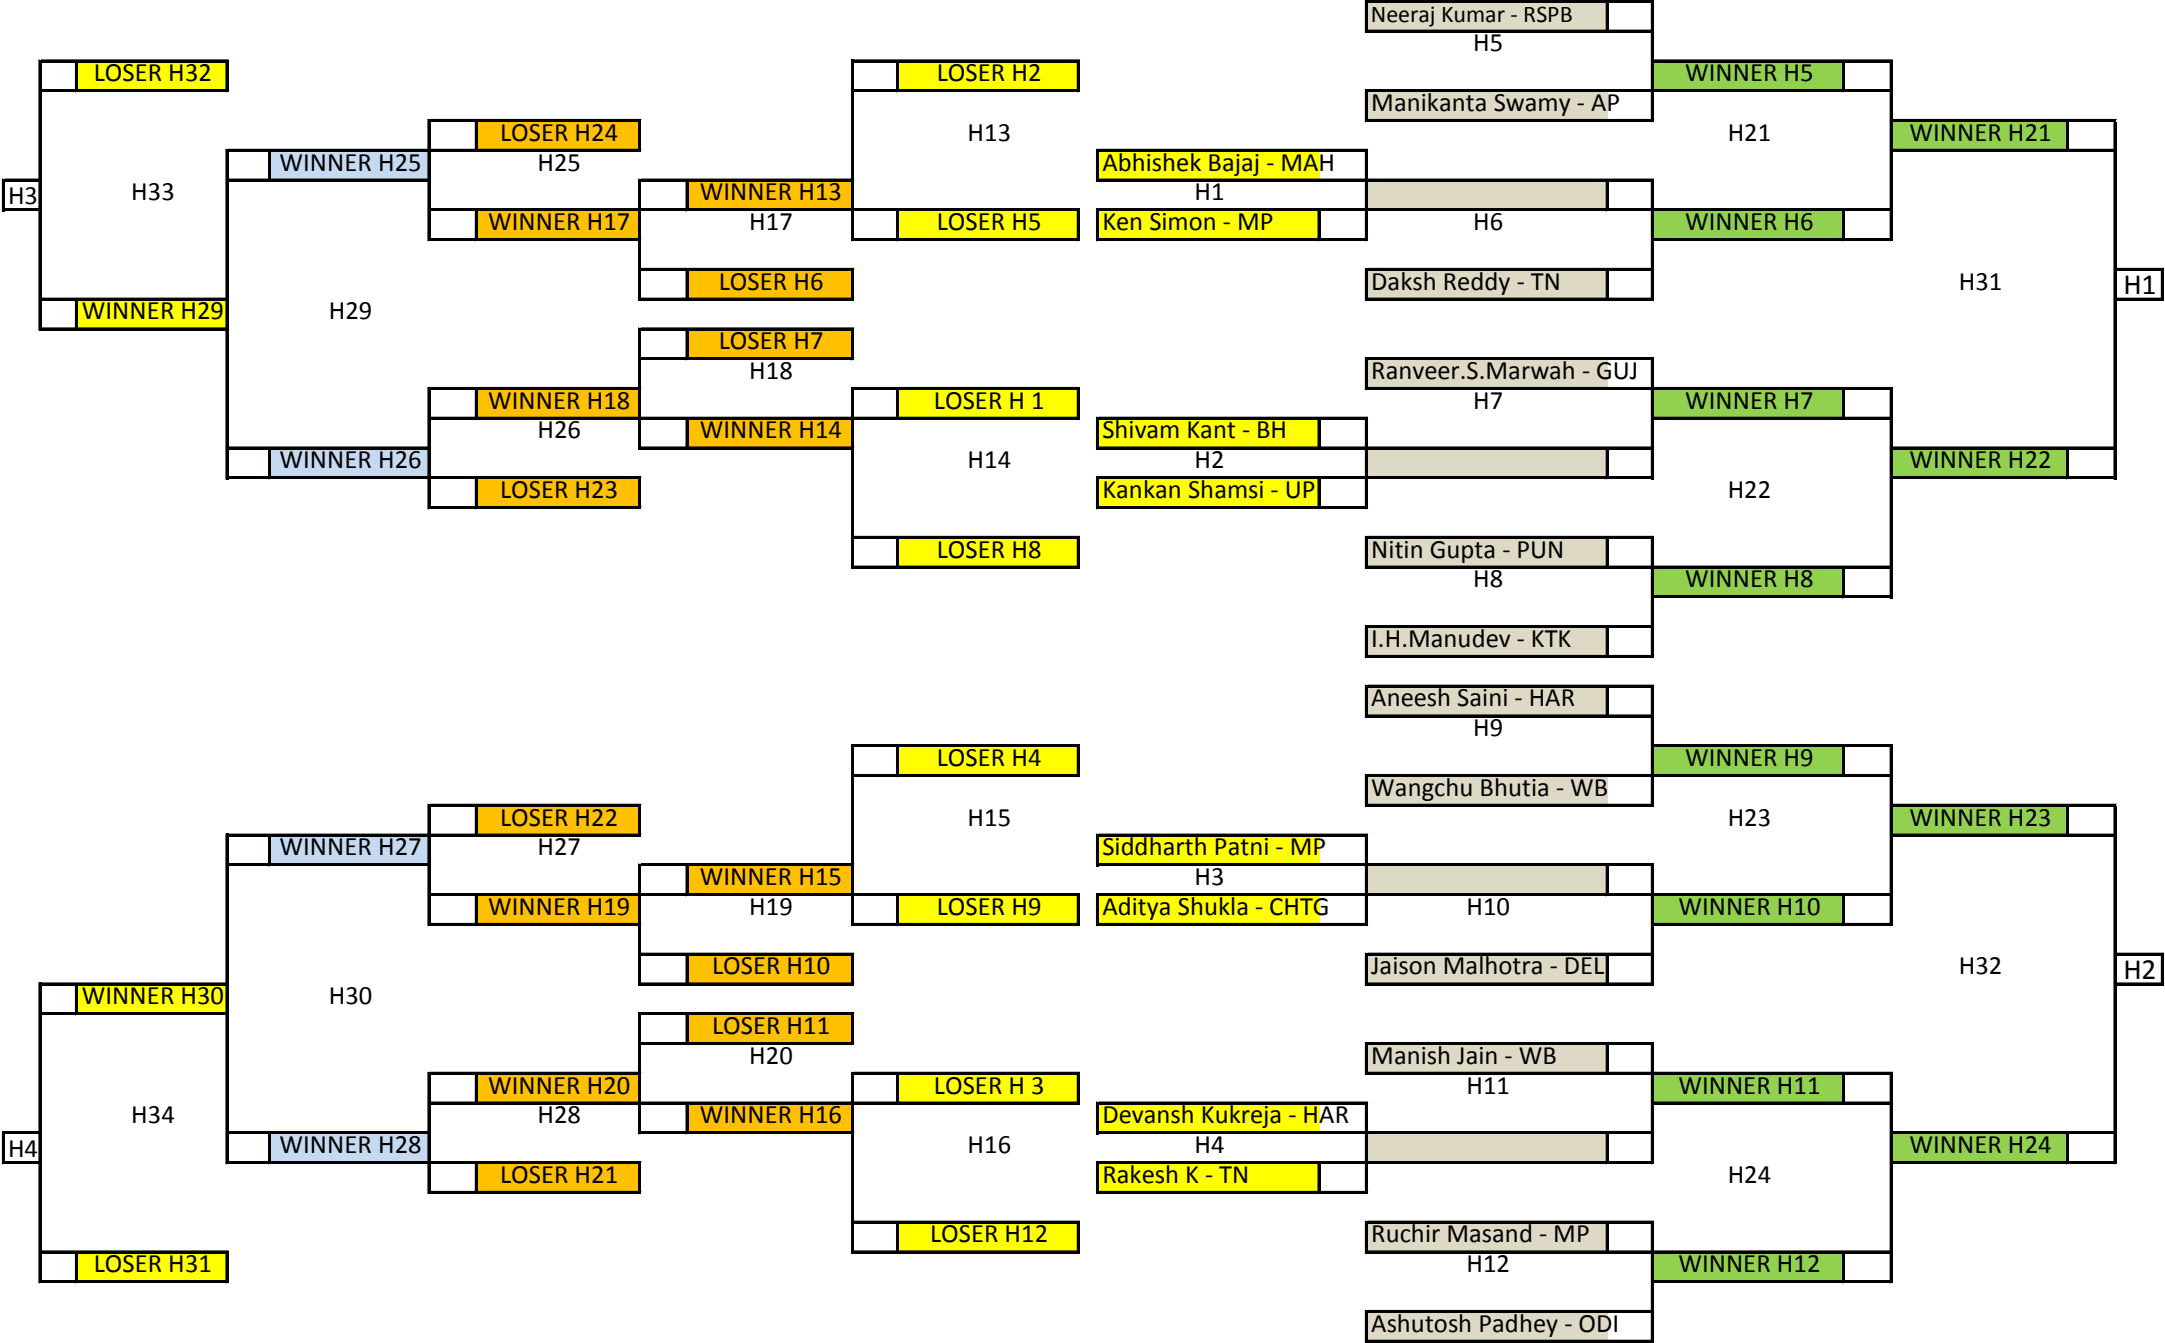 Neeraj Kumar - RSPB
H5
LOSER H32 LOSER H2 WINNER H5
Manikanta Swamy - AP
LOSER H24 H13 H21 WINNER H21
WINNER H25 H25 Abhishek Bajaj - MAH
H3 H33 WINNER H13 H1
WINNER H17 H17 LOSER H5 Ken Simon - MP H6 WINNER H6
LOSER H6 Daksh Reddy - TN H31 H1
WINNER H29 H29
LOSER H7
H18 Ranveer.S.Marwah - GUJ
WINNER H18 LOSER H 1 H7 WINNER H7
H26 WINNER H14 Shivam Kant - BH
WINNER H26 H14 H2 WINNER H22
LOSER H23 Kankan Shamsi - UP H22
LOSER H8 Nitin Gupta - PUN
H8 WINNER H8
I.H.Manudev - KTK
Aneesh Saini - HAR
H9
LOSER H4 WINNER H9
Wangchu Bhutia - WB
LOSER H22 H15 H23 WINNER H23
WINNER H27 H27 Siddharth Patni - MP
WINNER H15 H3
WINNER H19 H19 LOSER H9 Aditya Shukla - CHTG H10 WINNER H10
LOSER H10 Jaison Malhotra - DEL H32 H2
WINNER H30 H30
LOSER H11
H20 Manish Jain - WB
WINNER H20 LOSER H 3 H11 WINNER H11
H34 H28 WINNER H16 Devansh Kukreja - HAR
H4 WINNER H28 H16 H4 WINNER H24
LOSER H21 Rakesh K - TN H24
LOSER H12 Ruchir Masand - MP
LOSER H31 H12 WINNER H12
Ashutosh Padhey - ODI